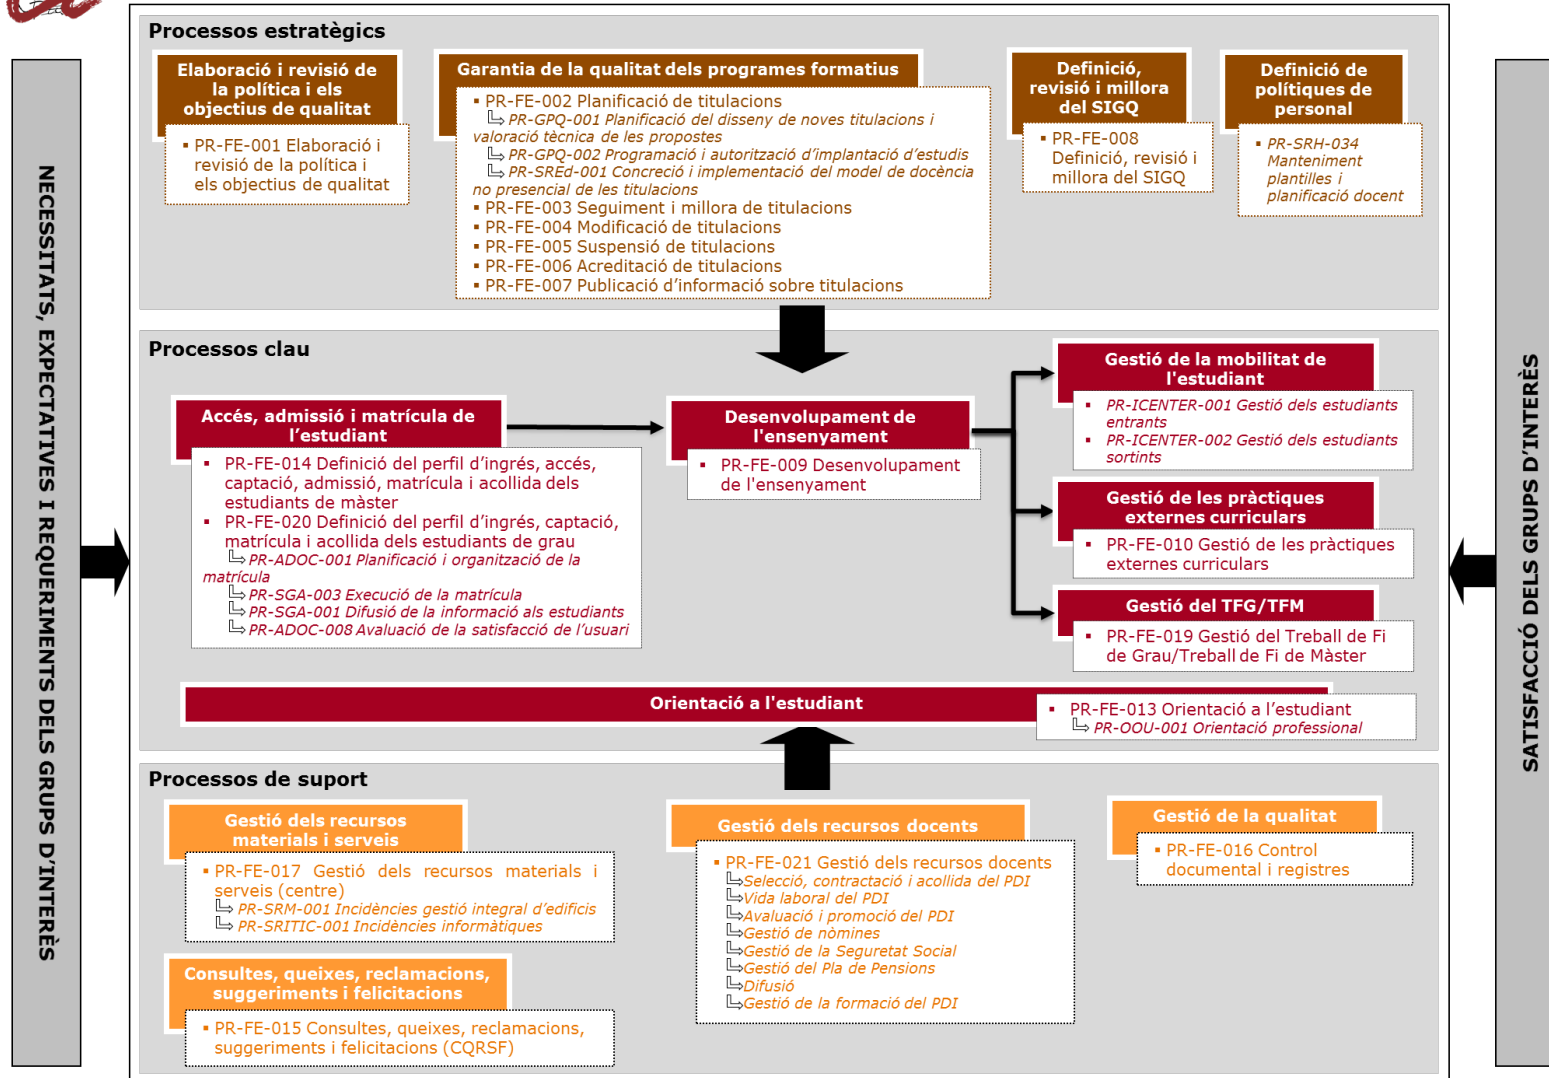 NECESSITATS, EXPECTATIVES I REQUERIMENTS DELS GRUPS D'INTERÈS
Processos estratègics
Elaboració i revisió de
la política i els
objectius de qualitat
▪ PR-FE-001 Elaboració i
revisió de la política i
els objectius de qualitat
Garantia de la qualitat dels programes formatius
▪ PR-FE-002 Planificació de titulacions
PR-GPQ-001 Planificació del disseny de noves titulacions i
valoració tècnica de les propostes
PR-GPQ-002 Programació i autorització d'implantació d'estudis
PR-SREd-001 Concreció i implementació del model de docència
no presencial de les titulacions
▪ PR-FE-003 Seguiment i millora de titulacions
▪ PR-FE-004 Modificació de titulacions
▪ PR-FE-005 Suspensió de titulacions
▪ PR-FE-006 Acreditació de titulacions
▪ PR-FE-007 Publicació d'informació sobre titulacions
Definició,
revisió i millora
del SIGQ
▪ PR-FE-008
Definició, revisió i
millora del SIGQ
Definició de
polítiques de
personal
▪ PR-SRH-034
Manteniment
plantilles i
planificació docent
Processos clau
Accés, admissió i matrícula de
l'estudiant
▪ PR-FE-014 Definició del perfil d'ingrés, accés,
captació, admissió, matrícula i acollida dels
estudiants de màster
▪ PR-FE-020 Definició del perfil d'ingrés, captació,
matrícula i acollida dels estudiants de grau
PR-ADOC-001 Planificació i organització de la
matrícula
PR-SGA-003 Execució de la matrícula
PR-SGA-001 Difusió de la informació als estudiants
PR-ADOC-008 Avaluació de la satisfacció de l'usuari
Desenvolupament de
l'ensenyament
▪ PR-FE-009 Desenvolupament
de l'ensenyament
Gestió de la mobilitat de
l'estudiant
▪ PR-ICENTER-001 Gestió dels estudiants
entrants
▪ PR-ICENTER-002 Gestió dels estudiants
sortints
Gestió de les pràctiques
externes curriculars
▪ PR-FE-010 Gestió de les pràctiques
externes curriculars
Gestió del TFG/TFM
▪ PR-FE-019 Gestió del Treball de Fi
de Grau/Treball de Fi de Màster
Orientació a l'estudiant
▪ PR-FE-013 Orientació a l'estudiant
PR-OOU-001 Orientació professional
Processos de suport
Gestió dels recursos
materials i serveis
▪ PR-FE-017 Gestió dels recursos materials i
serveis (centre)
PR-SRM-001 Incidències gestió integral d'edificis
PR-SRITIC-001 Incidències informàtiques
Consultes, queixes, reclamacions,
suggeriments i felicitacions
▪ PR-FE-015 Consultes, queixes, reclamacions,
suggeriments i felicitacions (CQRSF)
Gestió dels recursos docents
▪ PR-FE-021 Gestió dels recursos docents
Selecció, contractació i acollida del PDI
Vida laboral del PDI
Avaluació i promoció del PDI
Gestió de nòmines
Gestió de la Seguretat Social
Gestió del Pla de Pensions
Difusió
Gestió de la formació del PDI
Gestió de la qualitat
▪ PR-FE-016 Control
documental i registres
SATISFACCIÓ DELS GRUPS D'INTERÈS